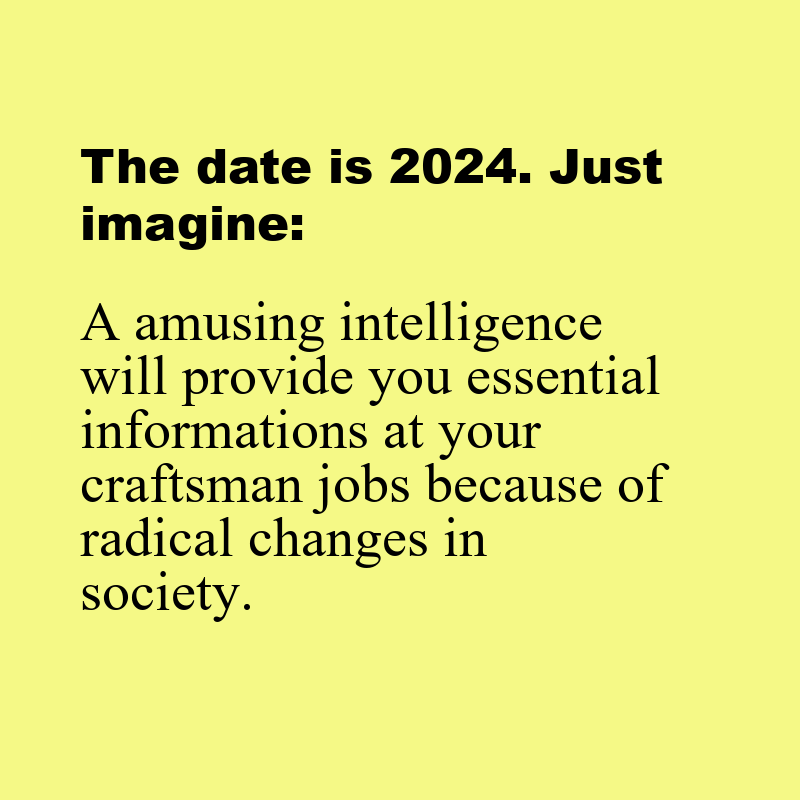 The date is 2024. Just
imagine:
A amusing intelligence
will provide you essential
informations at your
craftsman jobs because of
radical changes in
society.